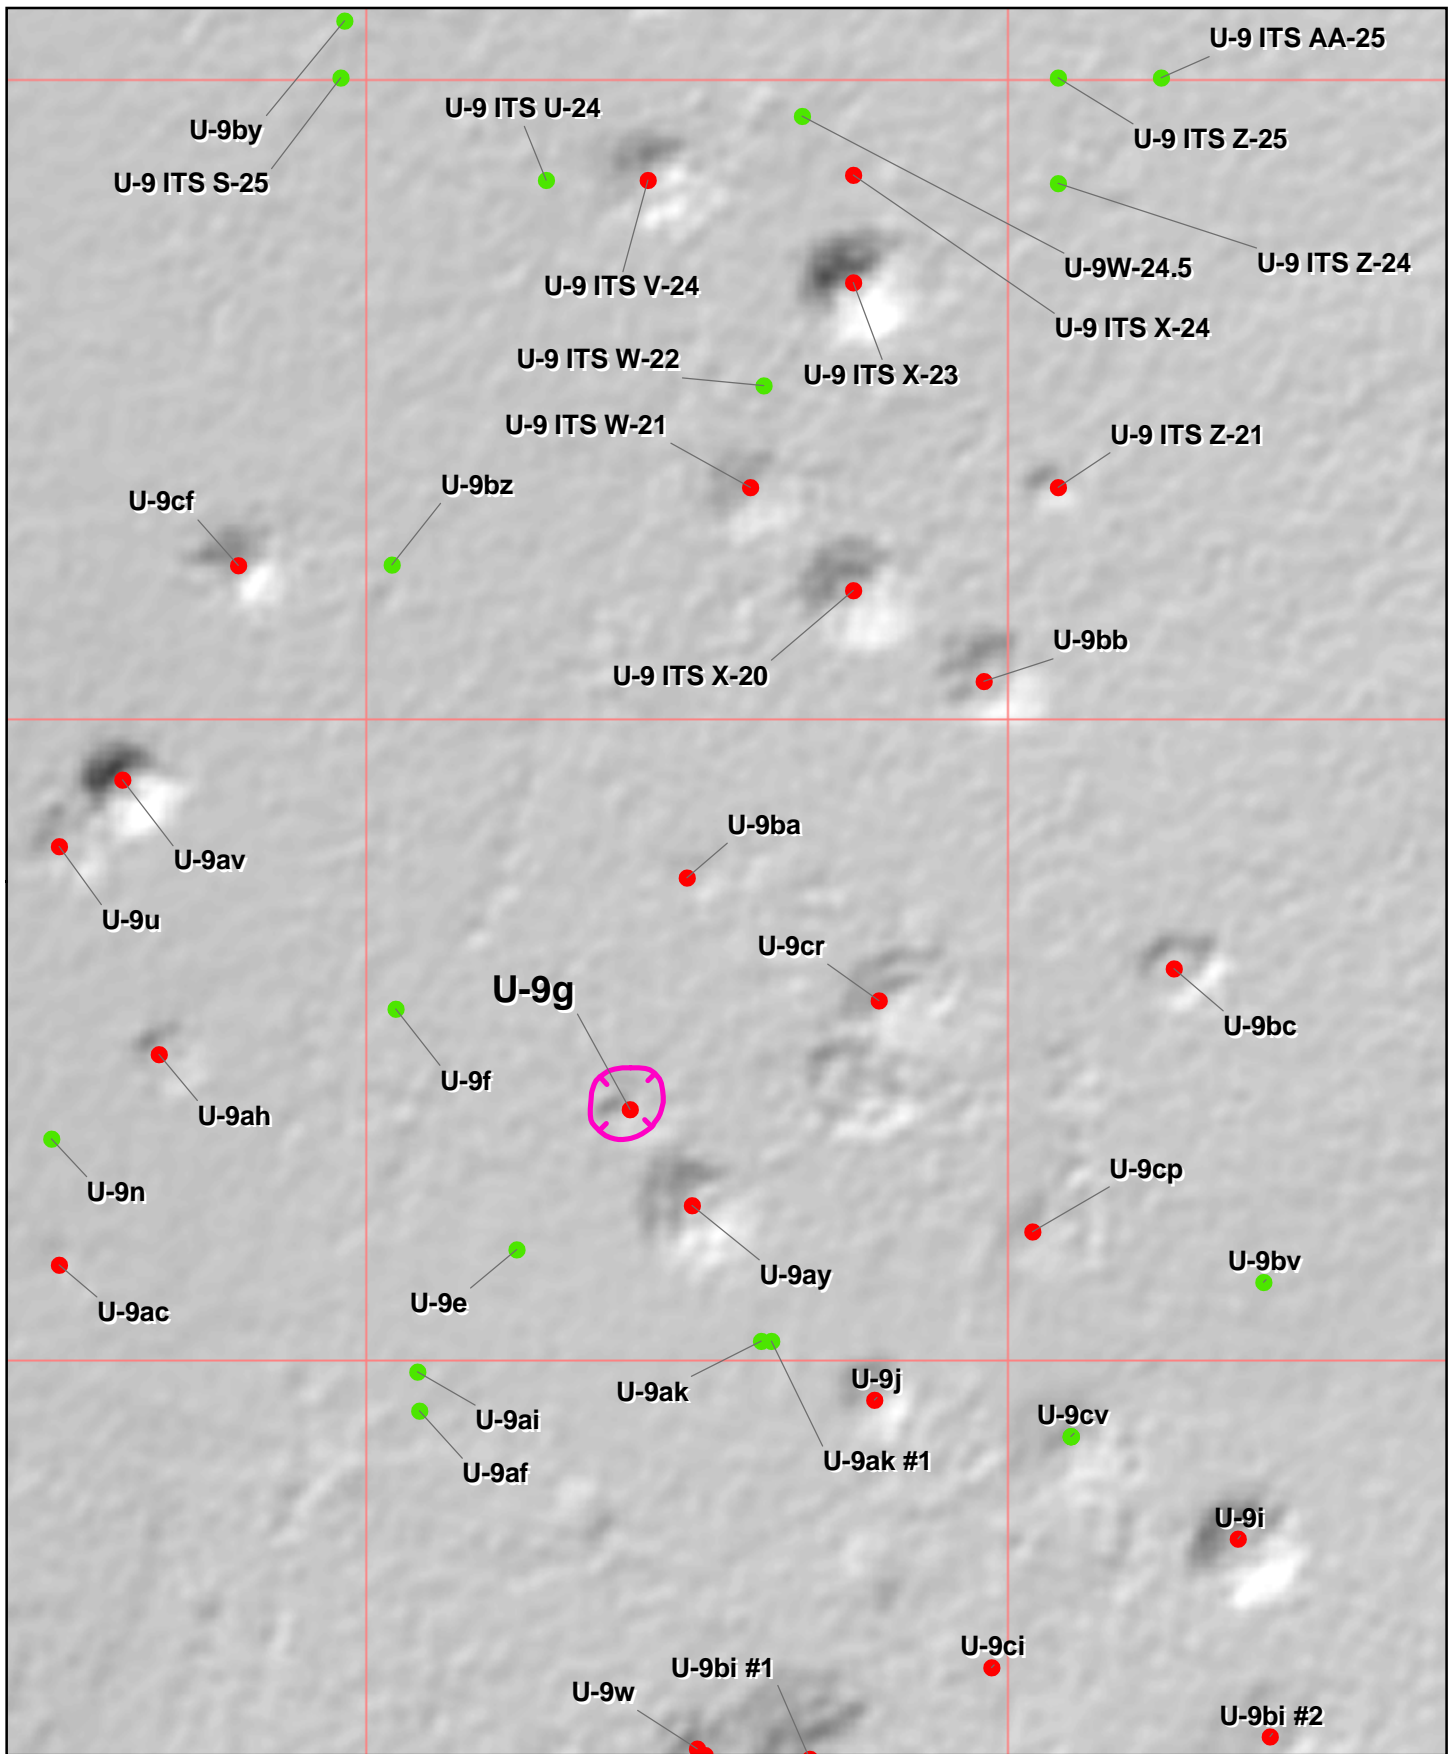 U-9 ITS AA-25
U-9 ITS U-24
U-9by
U-9 ITS Z-25
U-9 ITS S-25
U-9W-24.5
U-9 ITS Z-24
U-9 ITS V-24
U-9 ITS X-24
U-9 ITS W-22
U-9 ITS X-23
U-9 ITS W-21
U-9 ITS Z-21
U-9cf
U-9bz
U-9bb
U-9 ITS X-20
U-9ba
U-9av
U-9u
U-9cr
U-9g
U-9bc
U-9f
U-9ah
U-9cp
U-9n
U-9bv
U-9ay
U-9e
U-9ac
U-9j
U-9ak
U-9cv
U-9ai
U-9ak #1
U-9af
U-9i
U-9ci
U-9bi #1
U-9w
U-9bi #2